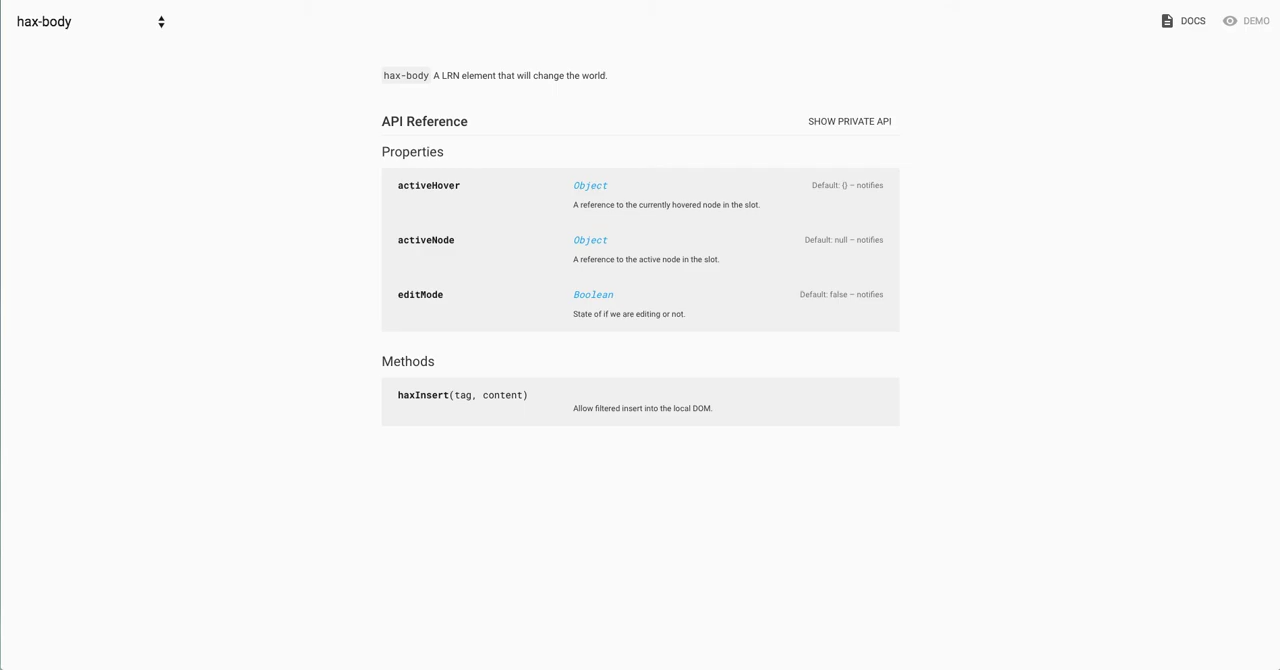 hax-body
DOCS
DEMO
hax-body A LRN element that will change the world.
API Reference
SHOW PRIVATE API
Properties
activeHover Object Default: {} – notifies
A reference to the currently hovered node in the slot.
activeNode Object Default: null – notifies
A reference to the active node in the slot.
editMode Boolean Default: false – notifies
State of if we are editing or not.
Methods
haxInsert(tag, content)
Allow filtered insert into the local DOM.